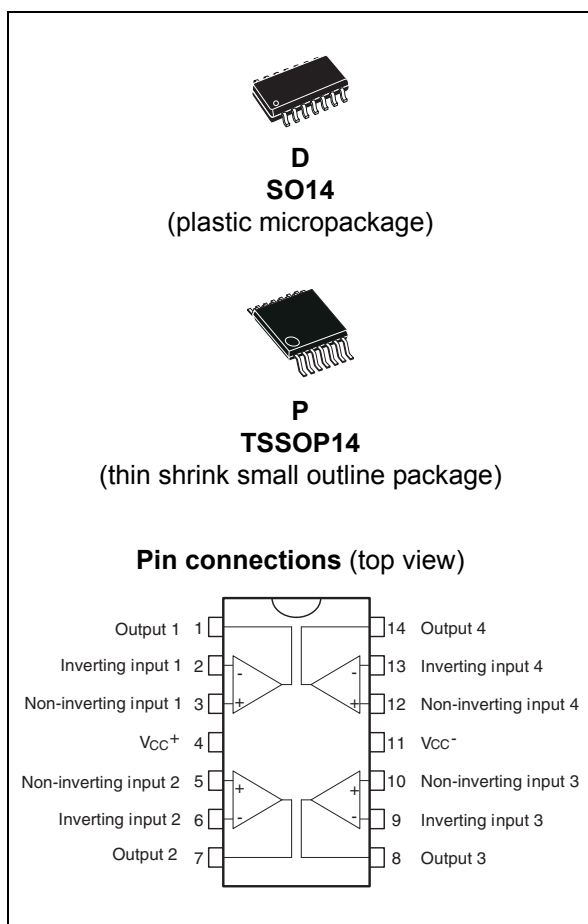 D
SO14
(plastic micropackage)
P
TSSOP14
(thin shrink small outline package)
Pin connections (top view)
Output 1 1 14 Output 4
Inverting input 1 2 - - 13 Inverting input 4
Non-inverting input 1 3 + + 12 Non-inverting input 4
VCC+ 4 11 VCC-
Non-inverting input 2 5 + + 10 Non-inverting input 3
Inverting input 2 6 - - 9 Inverting input 3
Output 2 7 8 Output 3